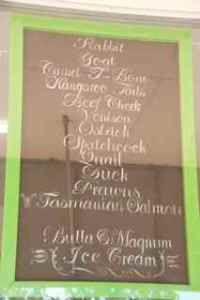 Rabbit
Goat
Camel T-Bone
Kangaroo Tails
Beef Cheek
Venison
Ostrich
Spatchcock
Quail
Duck
Prawns
Tasmanian Salmon
Bulla & Magnum
Ice Cream